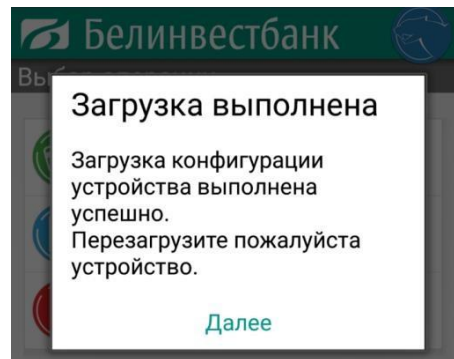 Белинвестбанк
Загрузка выполнена
Загрузка конфигурации
устройства выполнена
успешно.
Перезагрузите пожалуйста
устройство.
Далее